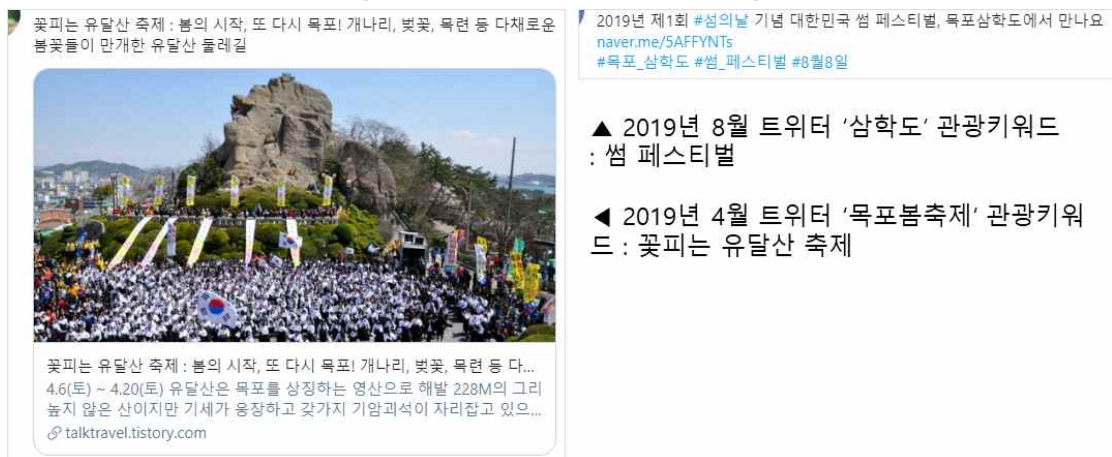 꽃피는 유달산 축제 : 봄의 시작, 또 다시 목포! 개나리, 벚꽃, 목련 등 다채로운
봄꽃들이 만개한 유달산 둘레길
꽃피는 유달산 축제 : 봄의 시작, 또 다시 목포! 개나리, 벚꽃, 목련 등 다...
4.6(토) ~ 4.20(토) 유달산은 목포를 상징하는 영산으로 해발 228M의 그리
높지 않은 산이지만 기세가 웅장하고 갖가지 기암괴석이 자리잡고 있으...
talktravel.tistory.com
2019년 제1회 #섬의날 기념 대한민국 썸 페스티벌, 목포삼학도에서 만나요
naver.me/5AFFYNTs
#목포_삼학도 #썸_페스티벌 #8월8일
▲ 2019년 8월 트위터 ‘삼학도’ 관광키워드
: 썸 페스티벌
◀ 2019년 4월 트위터 ‘목포봄축제’ 관광키워
드 : 꽃피는 유달산 축제